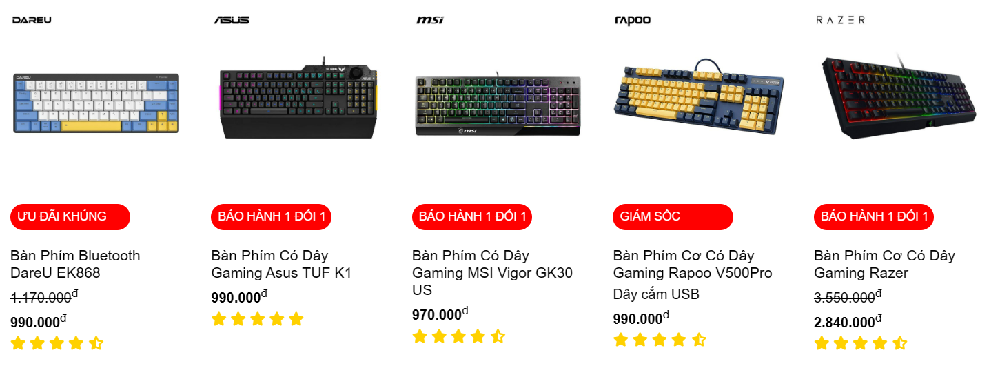 DAREU
ASUS
msi
rapoo
RAZER
DAREU
ASUS
msi
ƯU ĐÃI KHỦNG
BẢO HÀNH 1 ĐỔI 1
BẢO HÀNH 1 ĐỔI 1
GIẢM SỐC
BẢO HÀNH 1 ĐỔI 1
Bàn Phím Bluetooth
DareU EK868
1.170.000đ
990.000đ
Bàn Phím Có Dây
Gaming Asus TUF K1
990.000đ
Bàn Phím Có Dây
Gaming MSI Vigor GK30
US
970.000đ
Bàn Phím Cơ Có Dây
Gaming Rapoo V500Pro
Dây cắm USB
990.000đ
Bàn Phím Cơ Có Dây
Gaming Razer
3.550.000đ
2.840.000đ